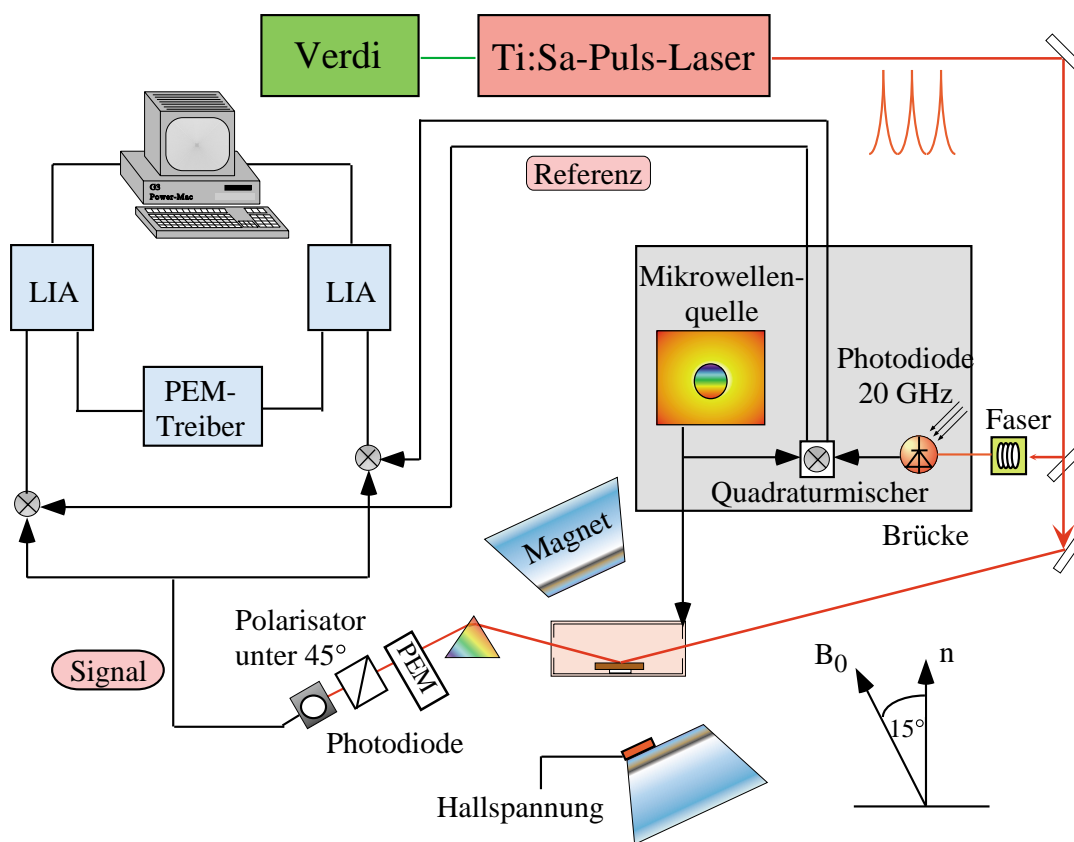 Verdi
Ti:Sa-Puls-Laser
Referenz
G3
Power-Mac
LIA
LIA
PEM-
Treiber
Mikrowellen-
quelle
Photodiode
20 GHz
Faser
Quadraturmischer
Brücke
Magnet
Polarisator
unter 45°
PEM
Signal
Photodiode
Hallspannung
B0
n
15°